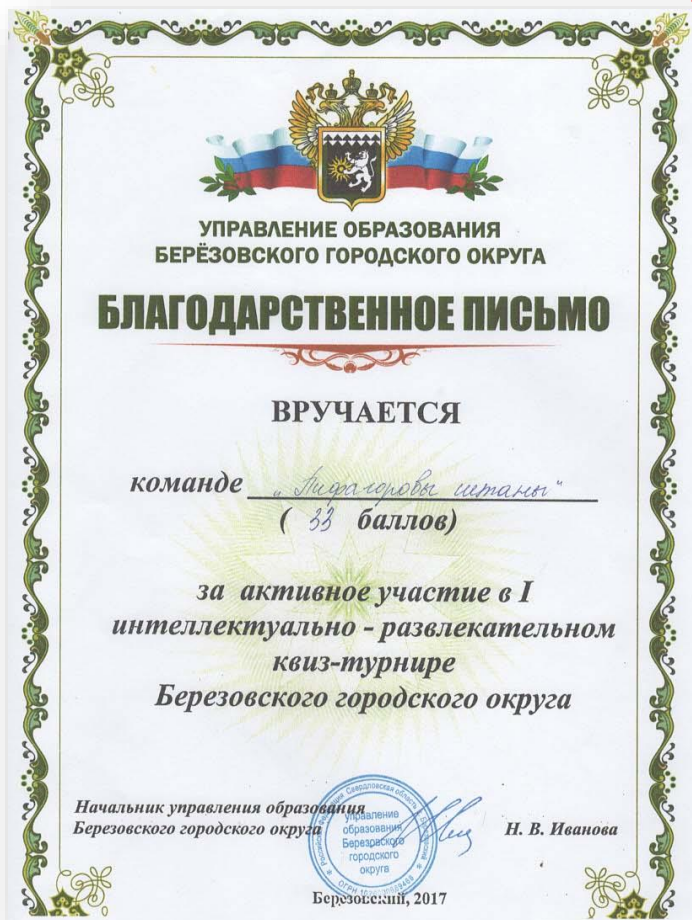 УПРАВЛЕНИЕ ОБРАЗОВАНИЯ
БЕРЁЗОВСКОГО ГОРОДСКОГО ОКРУГА
БЛАГОДАРСТВЕННОЕ ПИСЬМО
ВРУЧАЕТСЯ
команде „Пифагоровы штаны"
( 33 баллов)
за активное участие в I
интеллектуально - развлекательном
квиз-турнире
Березовского городского округа
Начальник управления образования
Березовского городского округа
Н. В. Иванова
управление
образования
Березовского
городского
округа
Березовский, 2017